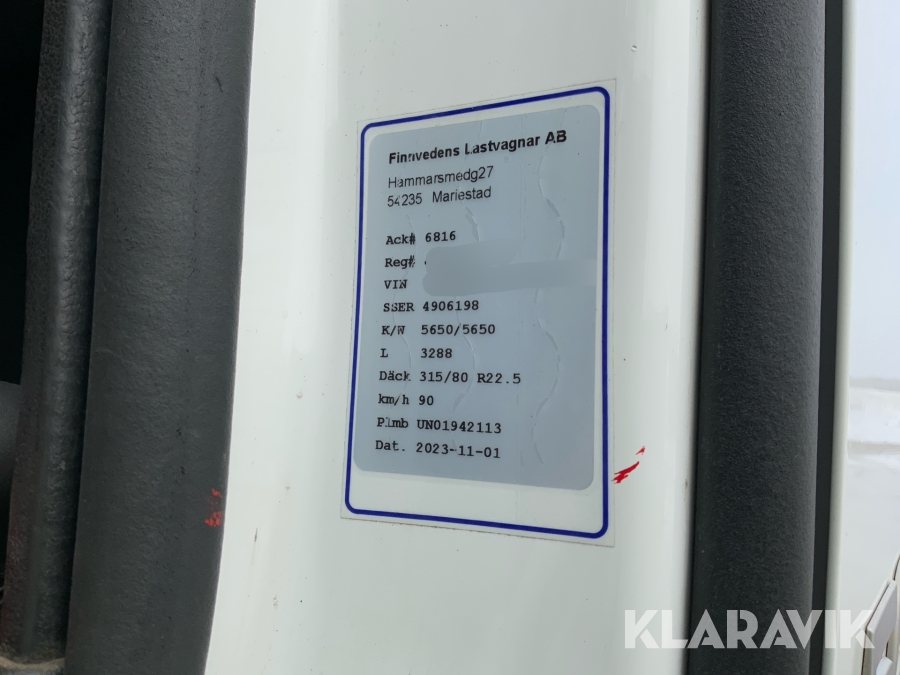 Finnvedens Lastvagnar AB
Hammarsmedg27
54235 Mariestad
Ack# 6816
Reg#
VIN
SSER 4906198
K/W 5650/5650
L 3288
Däck 315/80 R22.5
km/h 90
Plmb UN01942113
Dat. 2023-11-01
KLARAVIK